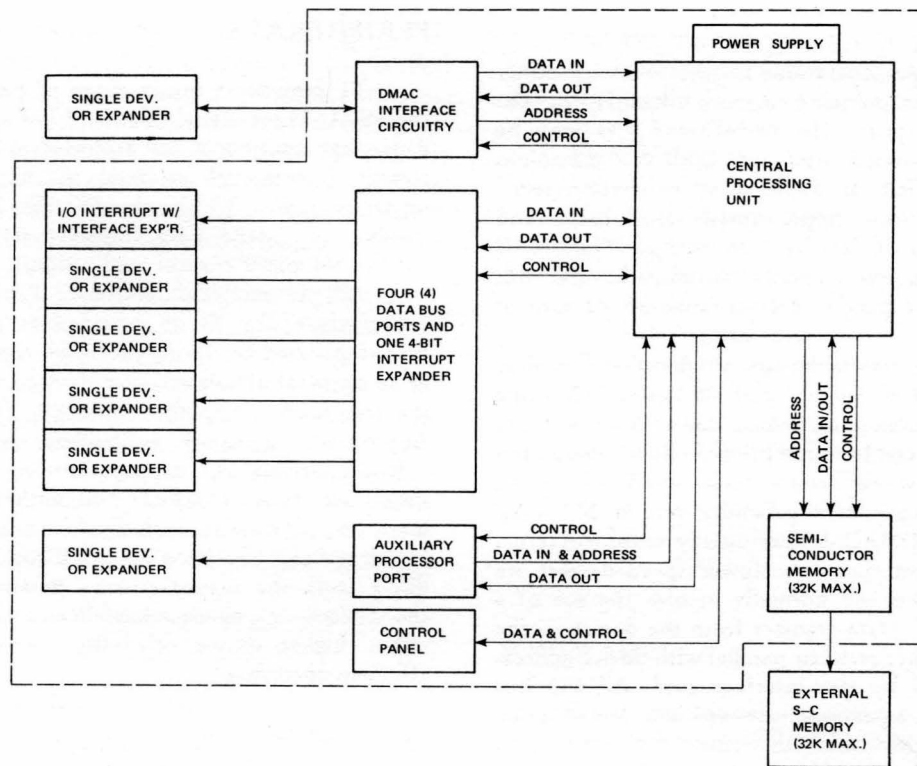 POWER SUPPLY
SINGLE DEV.
OR EXPANDER
DMAC
INTERFACE
CIRCUITRY
DATA IN
DATA OUT
ADDRESS
CONTROL
CENTRAL
PROCESSING
UNIT
I/O INTERRUPT W/
INTERFACE EXP'R.
SINGLE DEV.
OR EXPANDER
SINGLE DEV.
OR EXPANDER
SINGLE DEV.
OR EXPANDER
SINGLE DEV.
OR EXPANDER
FOUR (4)
DATA BUS
PORTS AND
ONE 4-BIT
INTERRUPT
EXPANDER
DATA IN
DATA OUT
CONTROL
ADDRESS
DATA IN/OUT
CONTROL
SINGLE DEV.
OR EXPANDER
AUXILIARY
PROCESSOR
PORT
CONTROL
DATA IN & ADDRESS
DATA OUT
SEMI-
CONDUCTOR
MEMORY
(32K MAX.)
CONTROL
PANEL
DATA & CONTROL
EXTERNAL
S–C
MEMORY
(32K MAX.)